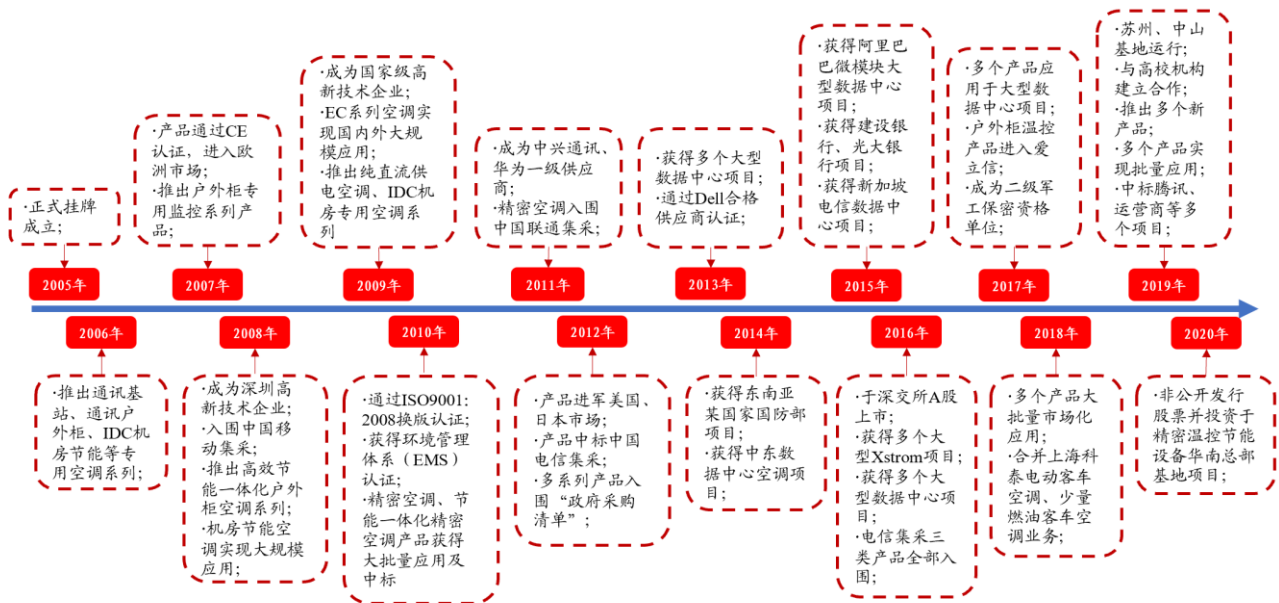 ·正式挂牌
成立;
2005年
2006年
·推出通讯基
站、通讯户
外柜、IDC机
房节能等专
用空调系列;
·产品通过CE
认证，进入欧
洲市场;
·推出户外柜专
用监控系列产
品;
2007年
2008年
·成为深圳高
新技术企业;
·入围中国移
动集采;
·推出高效节
能一体化户外
柜空调系列;
·机房节能空
调实现大规模
应用;
·成为国家级高
新技术企业;
·EC系列空调实
现国内外大规
模应用;
·推出纯直流供
电空调、IDC机
房专用空调系
列
2009年
2010年
·通过ISO9001:
2008换版认证;
·获得环境管理
体系（EMS）
认证;
·精密空调、节
能一体化精密
空调产品获得
大批量应用及
中标
·成为中兴通讯、
华为一级供应
商;
·精密空调入围
中国联通集采;
2011年
2012年
·产品进军美国、
日本市场;
·产品中标中国
电信集采;
·多系列产品入
围“政府采购
清单”;
·获得多个大型
数据中心项目;
·通过Dell合格
供应商认证;
2013年
2014年
·获得东南亚
某国家国防部
项目;
·获得中东数
据中心空调项
目;
·获得阿里巴
巴微模块大型
数据中心
项目;
·获得建设银
行、光大银
行项目;
·获得新加坡
电信数据中
心项目;
2015年
2016年
·于深交所A股
上市;
·获得多个大
型Xstrom项目;
·获得多个大
型数据中心项
目;
·电信集采三
类产品全部入
围;
·多个产品应
用于大型数
据中心项目;
·户外柜温控
产品进入爱
立信;
·成为二级军
工保密资格
单位;
2017年
2018年
·多个产品大
批量市场化
应用;
·合并上海科
泰电动客车
空调、少量
燃油客车空
调业务;
·苏州、中山
基地运行;
·与高校机构
建立合作;
·推出多个新
产品;
·多个产品实
现批量应用;
·中标腾讯、
运营商等多
个项目;
2019年
2020年
·非公开发行
股票并投资于
精密温控节能
设备华南总部
基地项目;